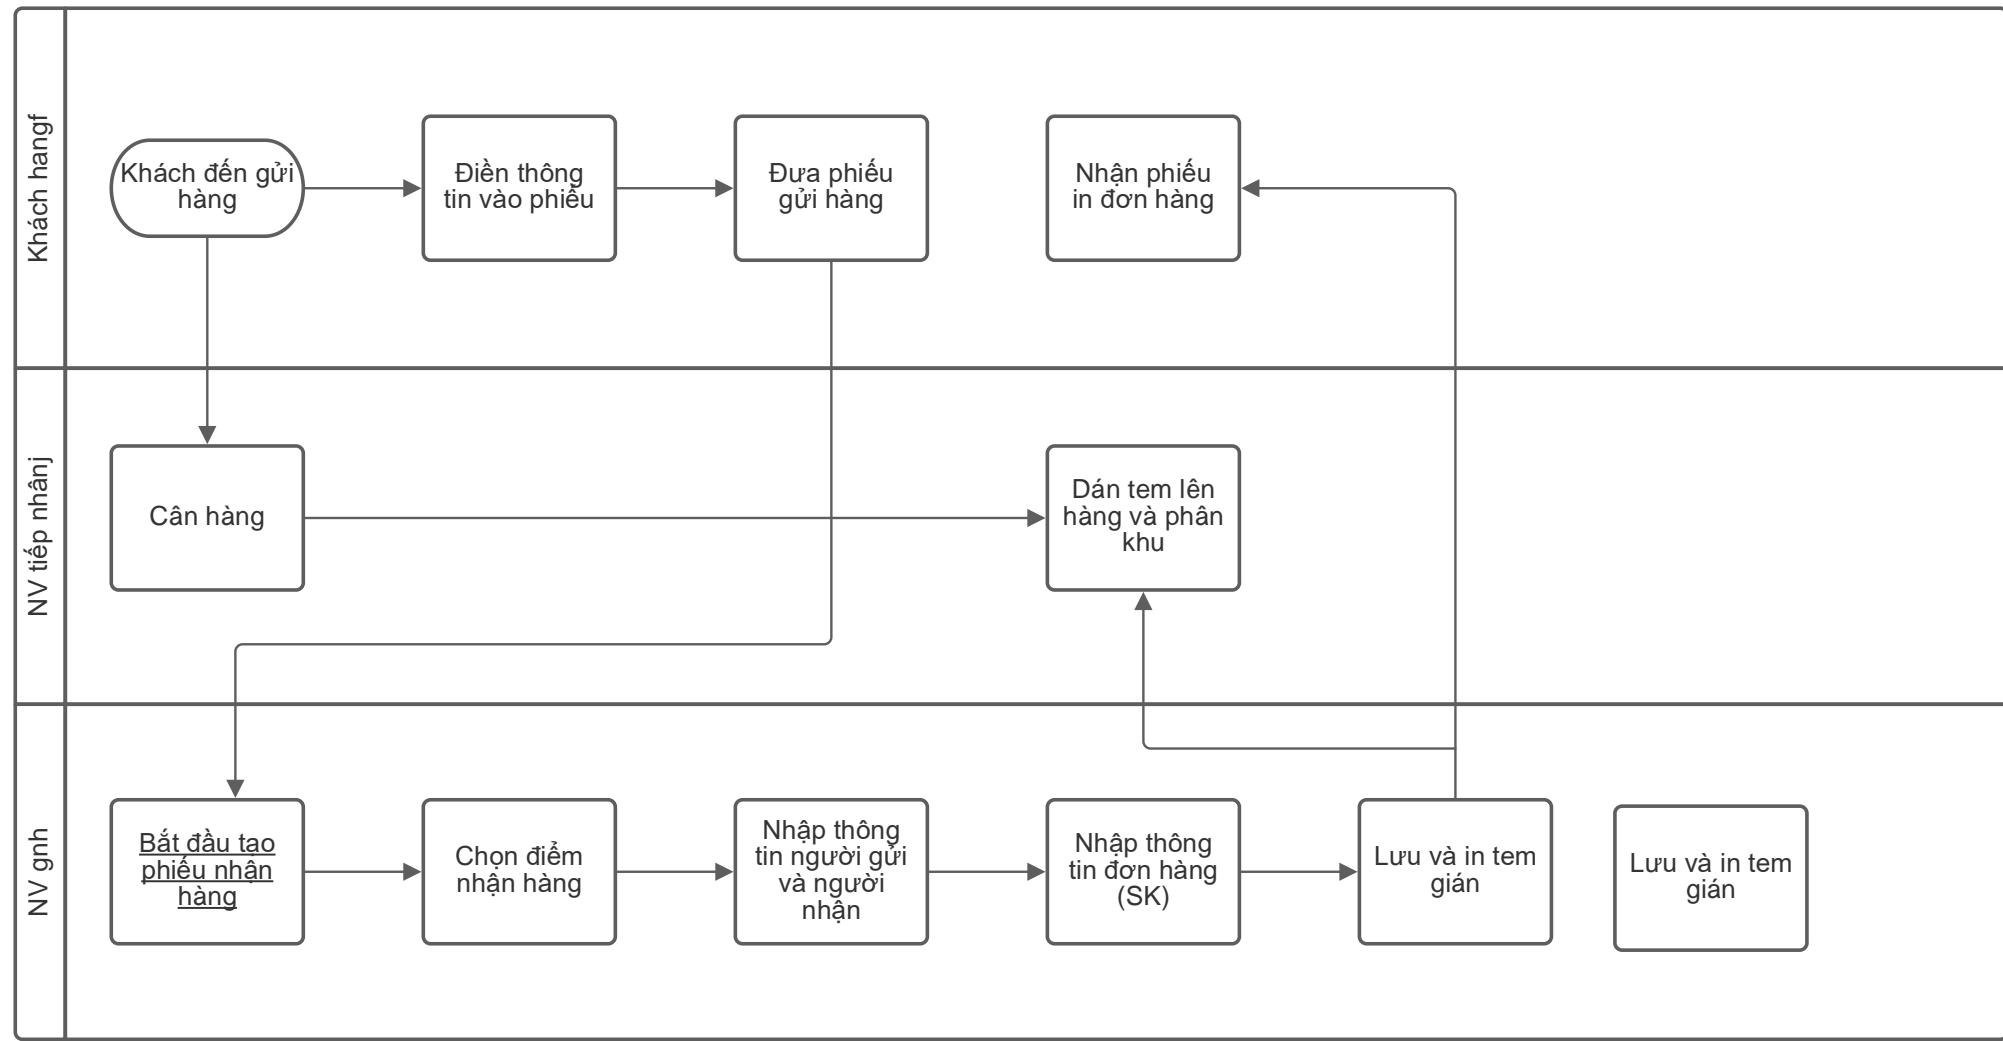 Khách hangf
Khách đến gửi
hàng
Điền thông
tin vào phiếu
Đưa phiếu
gửi hàng
Nhận phiếu
in đơn hàng
NV tiếp nhânj
Cân hàng
Dán tem lên
hàng và phân
khu
NV gnh
Bắt đầu tạo
phiếu nhận
hàng
Chọn điểm
nhận hàng
Nhập thông
tin người gửi
và người
nhận
Nhập thông
tin đơn hàng
(SK)
Lưu và in tem
gián
Lưu và in tem
gián